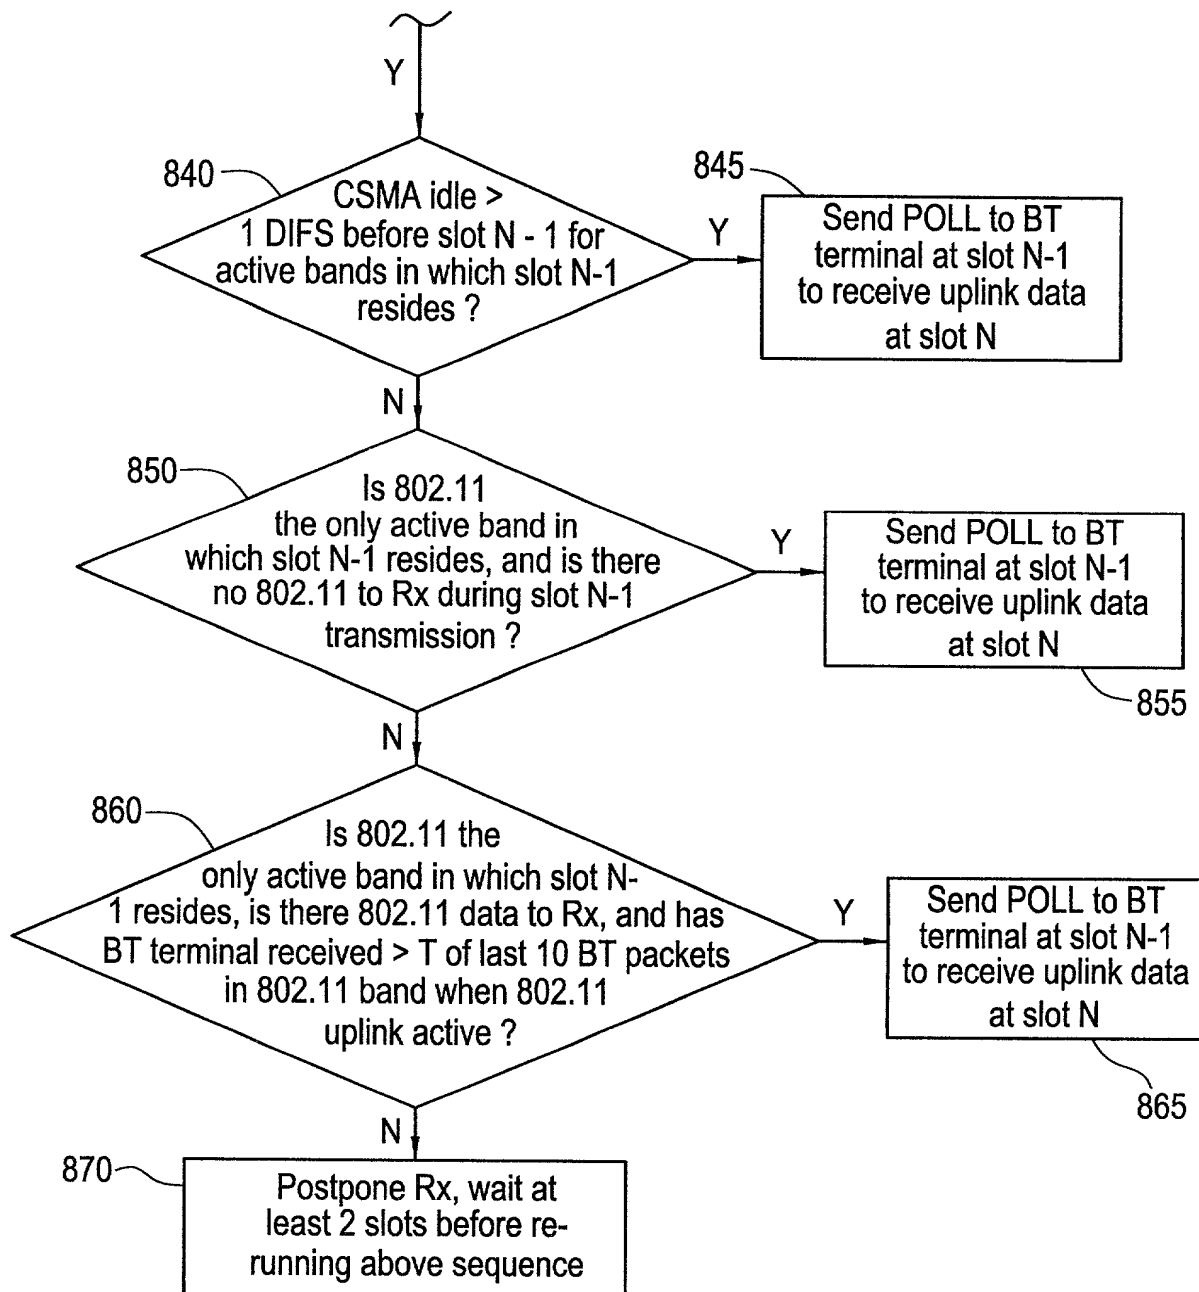 Y
840
CSMA idle >
1 DIFS before slot N - 1 for
active bands in which slot N-1
resides ?
Y
845
Send POLL to BT
terminal at slot N-1
to receive uplink data
at slot N
N
850
Is 802.11
the only active band in
which slot N-1 resides, and is there
no 802.11 to Rx during slot N-1
transmission ?
Y
Send POLL to BT
terminal at slot N-1
to receive uplink data
at slot N
855
N
860
Is 802.11 the
only active band in which slot N-
1 resides, is there 802.11 data to Rx, and has
BT terminal received > T of last 10 BT packets
in 802.11 band when 802.11
uplink active ?
Y
Send POLL to BT
terminal at slot N-1
to receive uplink data
at slot N
865
N
870
Postpone Rx, wait at
least 2 slots before re-
running above sequence